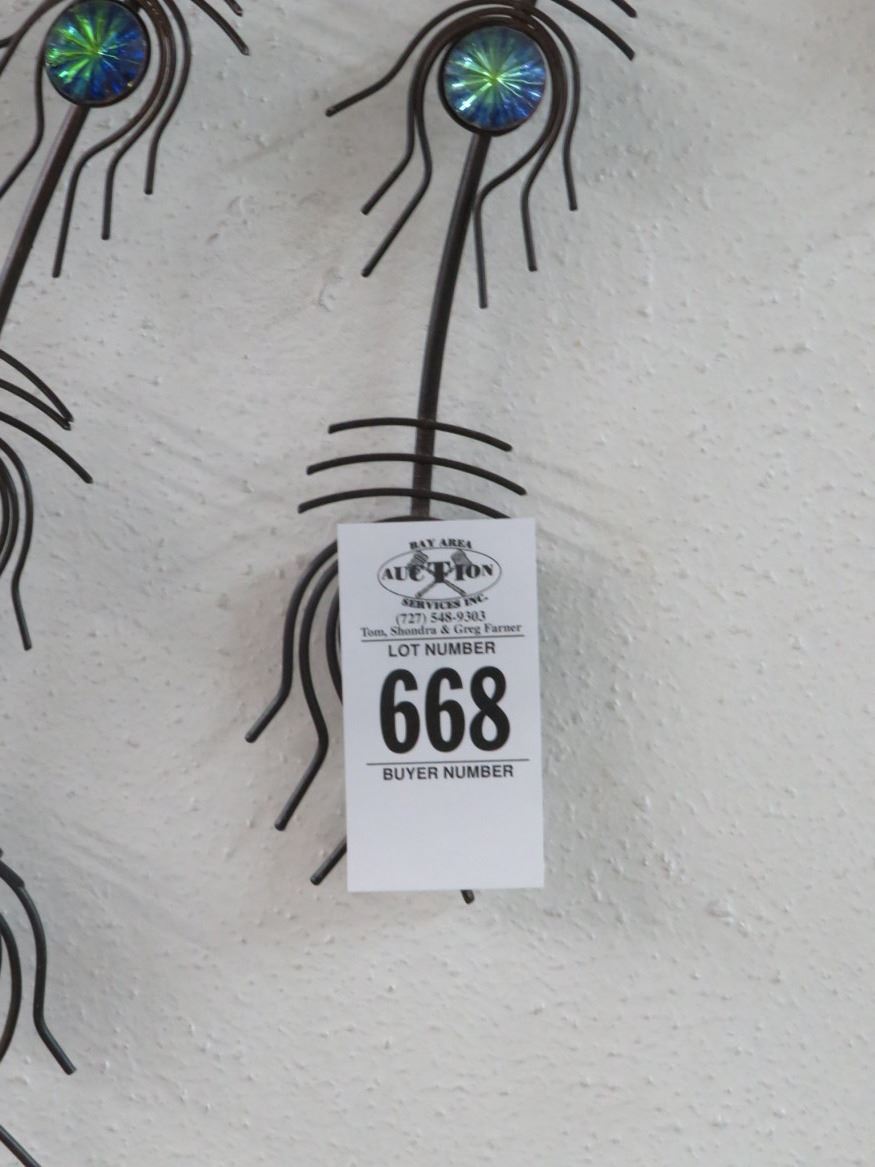 BAY AREA
AUCTION
SERVICES INC.
(727) 548-9303
Tom, Shondra & Greg Farner
LOT NUMBER
668
BUYER NUMBER